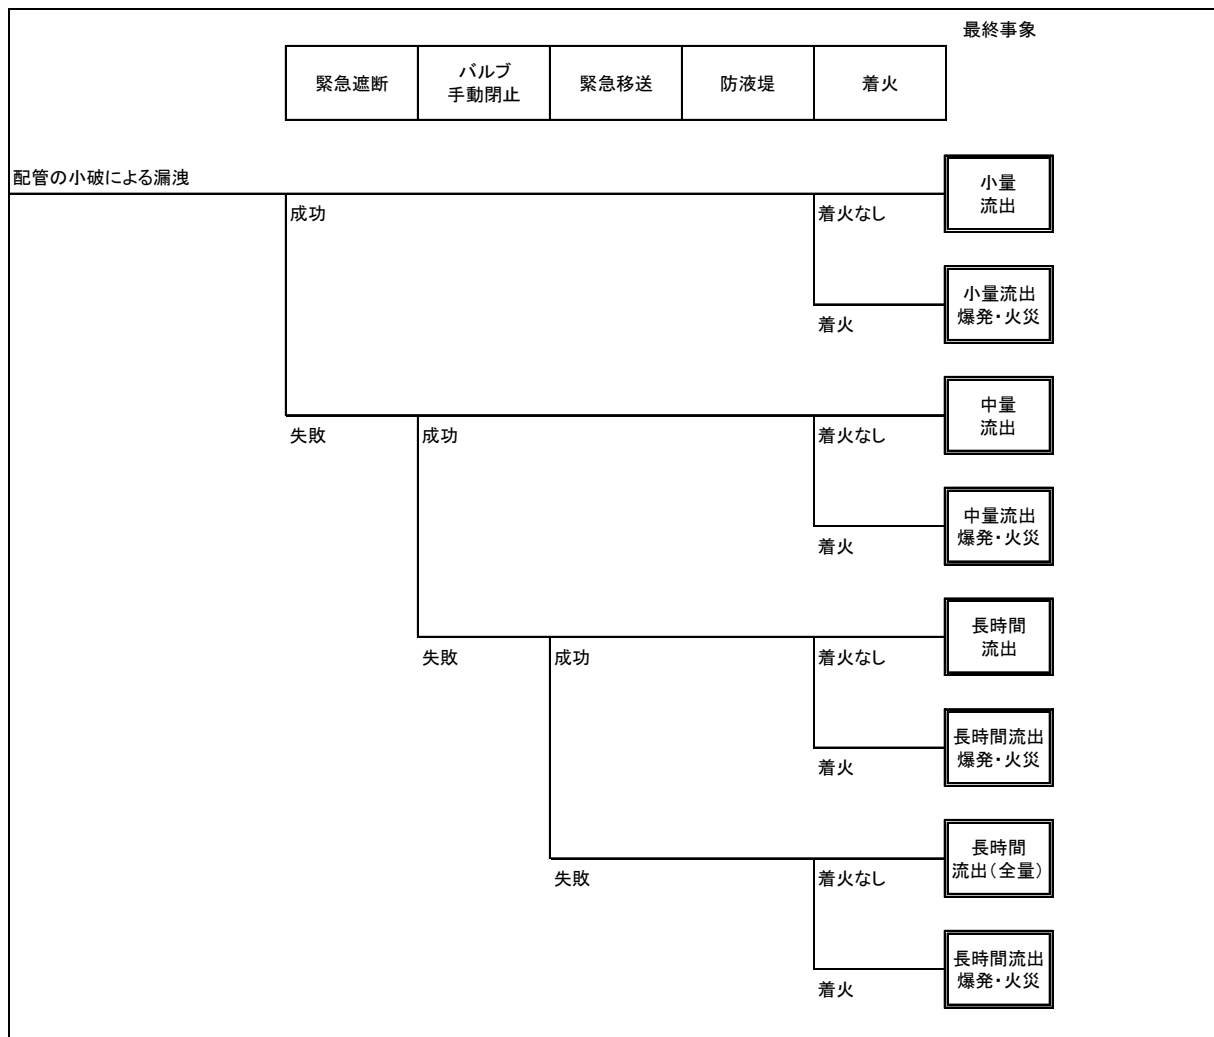 最終事象
緊急遮断
バルブ
手動閉止
緊急移送
防液堤
着火
配管の小破による漏洩
小量
流出
成功
着火なし
小量流出
爆発・火災
着火
中量
流出
失敗
成功
着火なし
中量流出
爆発・火災
着火
長時間
流出
失敗
成功
着火なし
長時間流出
爆発・火災
着火
長時間
流出(全量)
失敗
着火なし
長時間流出
爆発・火災
着火